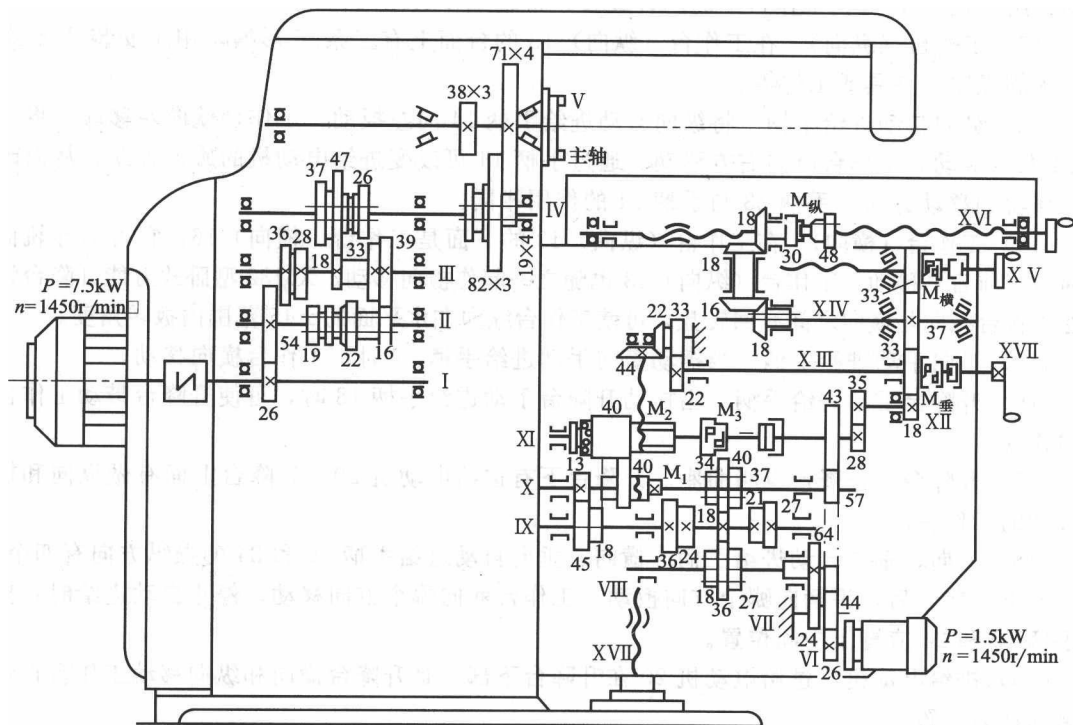 71×4
38×3
V
主轴
47
37
26
IV
19×4
82×3
39
36
28
18
33
III
P=7.5kW
n=1450r/min
II
54
19
22
16
I
26
M纵
18
XVI
30
48
18
XV
M横
33
37
16
XIV
22
33
18
33
XVII
44
XIII
22
35
M垂
XII
40
M2
M3
43
18
XI
34
40
28
13
40
M1
37
X
21
27
57
IX
18
18
64
36
24
45
VIII
18
36
27
VII
44
24
XVII
VI
26
P=1.5kW
n=1450r/min